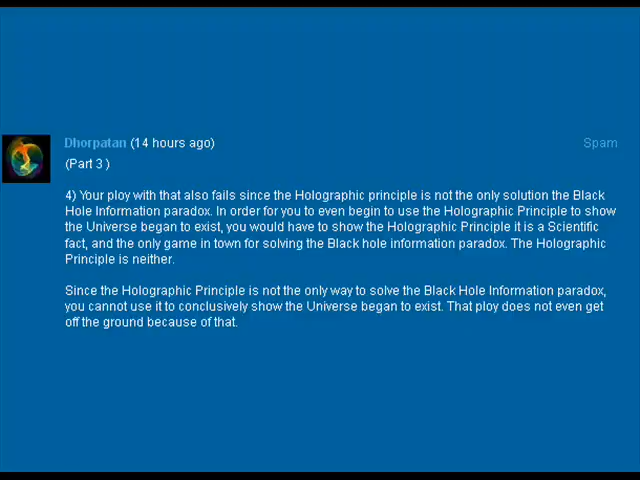 Dhorpatan (14 hours ago) Spam
(Part 3 )
4) Your ploy with that also fails since the Holographic principle is not the only solution the Black
Hole Information paradox. In order for you to even begin to use the Holographic Principle to show
the Universe began to exist, you would have to show the Holographic Principle it is a Scientific
fact, and the only game in town for solving the Black hole information paradox. The Holographic
Principle is neither.
Since the Holographic Principle is not the only way to solve the Black Hole Information paradox,
you cannot use it to conclusively show the Universe began to exist. That ploy does not even get
off the ground because of that.